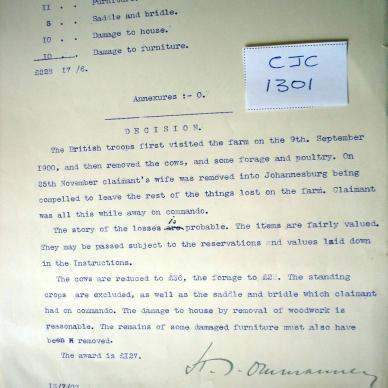 II . . Furniture.
5 . . Saddle and bridle.
IO . . Damage to house.
IO . . Damage to furniture.
£228 17 /6.
CJC
1301
Annexures :- O.
DECISION.
The British troops first visited the farm on the 9th. September
1900, and then removed the cows, and some forage and poultry. On
25th November claimant's wife was removed into Johannesburg being
compelled to leave the rest of the things lost on the farm. Claimant
was all this while away on commando.
The story of the losses are is probable. The items are fairly valued.
They may be passed subject to the reservations and values laid down
in the Instructions.
The cows are reduced to £36, the forage to
The standing
crops are excluded, as well as the saddle and bridle which claimant
had on commando. The damage to house by removal of woodwork is
reasonable. The remains of some damaged furniture must also have
been removed.
The award is £127.